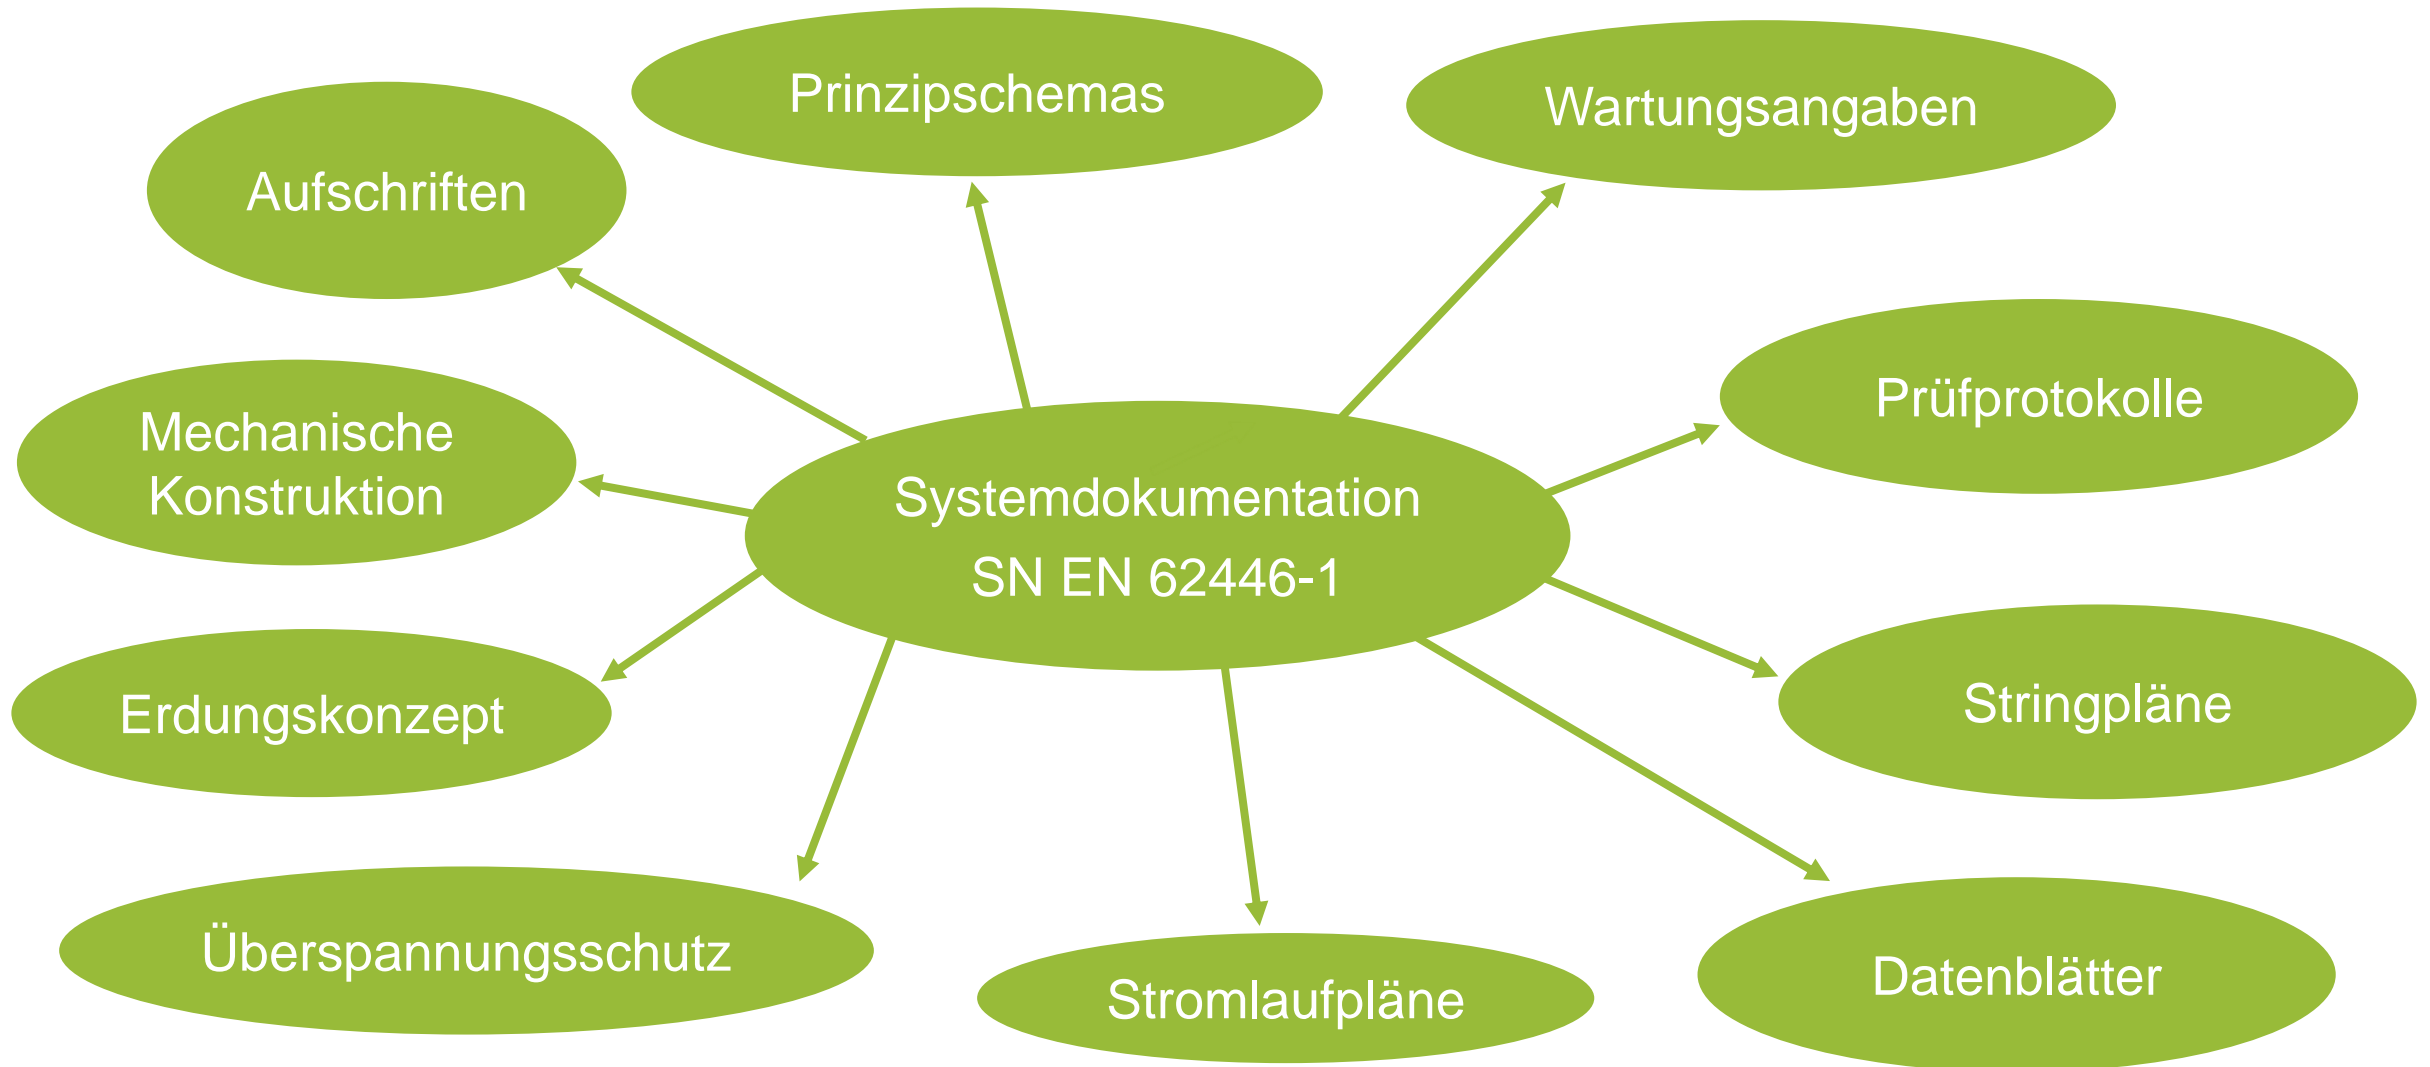 Prinzipschemas
Wartungsangaben
Aufschriften
Prüfprotokolle
Mechanische
Konstruktion
Systemdokumentation
SN EN 62446-1
Erdungskonzept
Stringpläne
Überspannungsschutz
Stromlaufpläne
Datenblätter